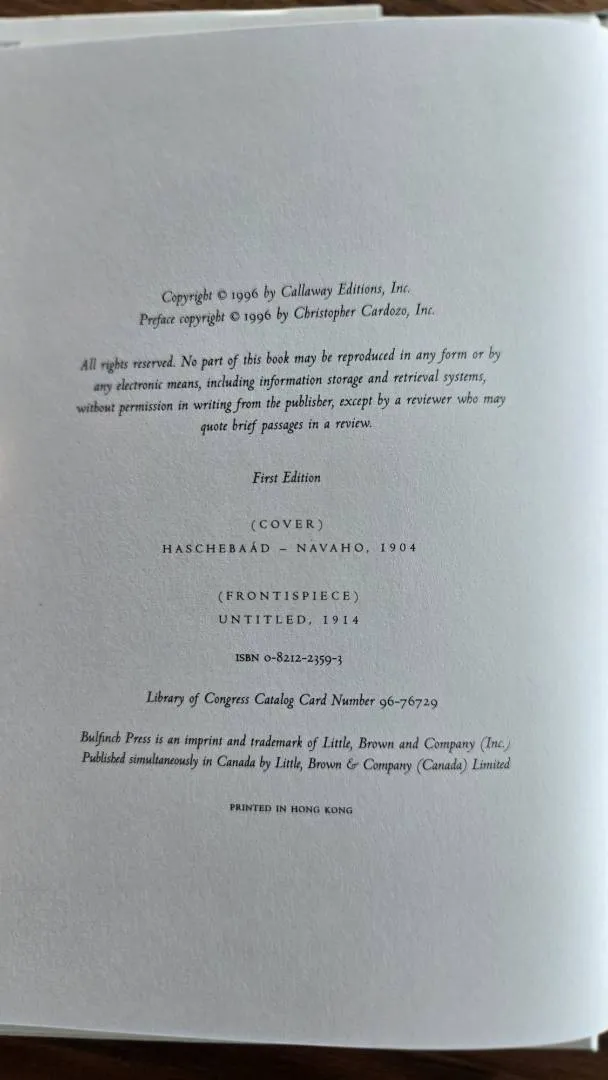 Copyright © 1996 by Callaway Editions, Inc.
Preface copyright © 1996 by Christopher Cardozo, Inc.
All rights reserved. No part of this book may be reproduced in any form or by
any electronic means, including information storage and retrieval systems,
without permission in writing from the publisher, except by a reviewer who may
quote brief passages in a review.
First Edition
(COVER)
HASCHEBAÁD – NAVAHO, 1904
(FRONTISPIECE)
UNTITLED, 1914
ISBN 0-8212-2359-3
Library of Congress Catalog Card Number 96-76729
Bulfinch Press is an imprint and trademark of Little, Brown and Company (Inc.)
Published simultaneously in Canada by Little, Brown & Company (Canada) Limited
PRINTED IN HONG KONG